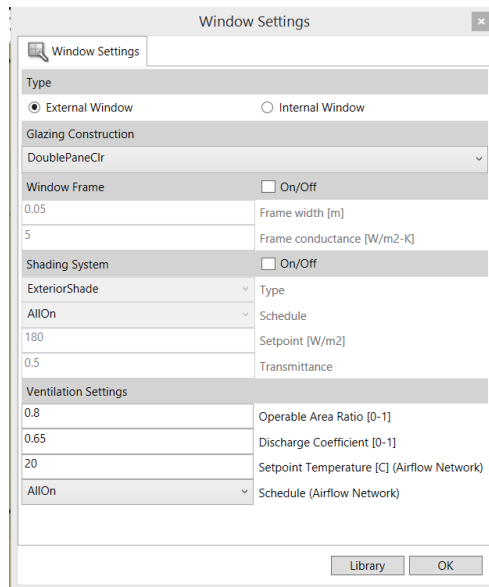 Window Settings
Window Settings
Type
External Window Internal Window
Glazing Construction
DoublePaneClr
Window Frame On/Off
0.05 Frame width [m]
5 Frame conductance [W/m2-K]
Shading System On/Off
ExteriorShade Type
AllOn Schedule
180 Setpoint [W/m2]
0.5 Transmittance
Ventilation Settings
0.8 Operable Area Ratio [0-1]
0.65 Discharge Coefficient [0-1]
20 Setpoint Temperature [C] (Airflow Network)
AllOn Schedule (Airflow Network)
Library OK